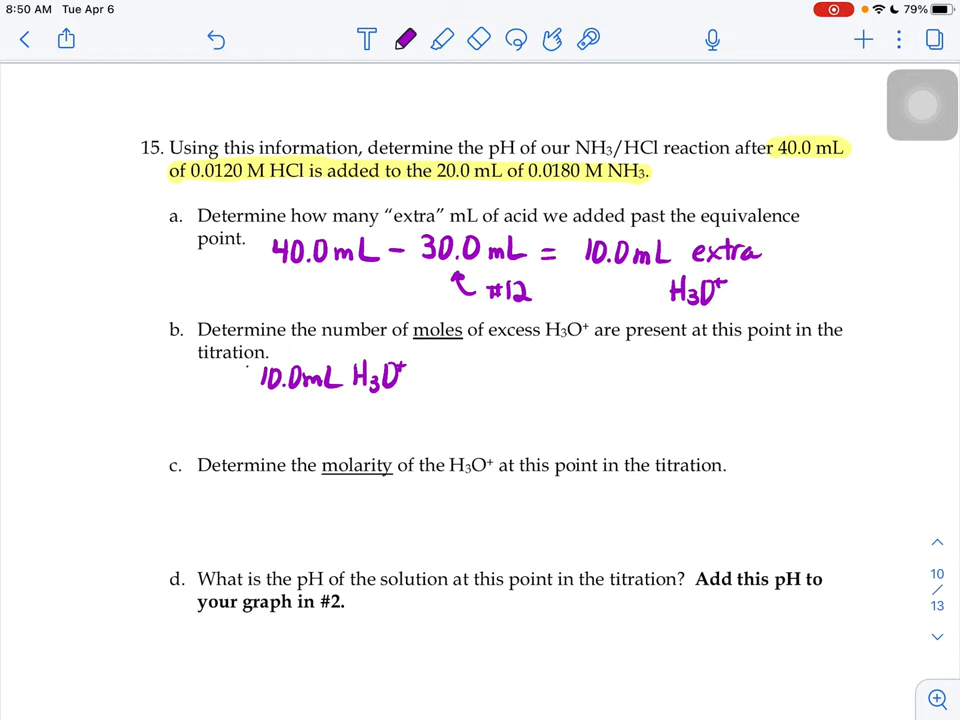 8:50 AM Tue Apr 6
79%
15. Using this information, determine the pH of our NH₃/HCl reaction after 40.0 mL
of 0.0120 M HCl is added to the 20.0 mL of 0.0180 M NH₃.
a. Determine how many “extra” mL of acid we added past the equivalence
point.
40.0 mL − 30.0 mL = 10.0 mL extra
#12 H₃O⁺
b. Determine the number of moles of excess H₃O⁺ are present at this point in the
titration.
10.0mL H₃O⁺
c. Determine the molarity of the H₃O⁺ at this point in the titration.
d. What is the pH of the solution at this point in the titration? Add this pH to
your graph in #2.
10
/
13